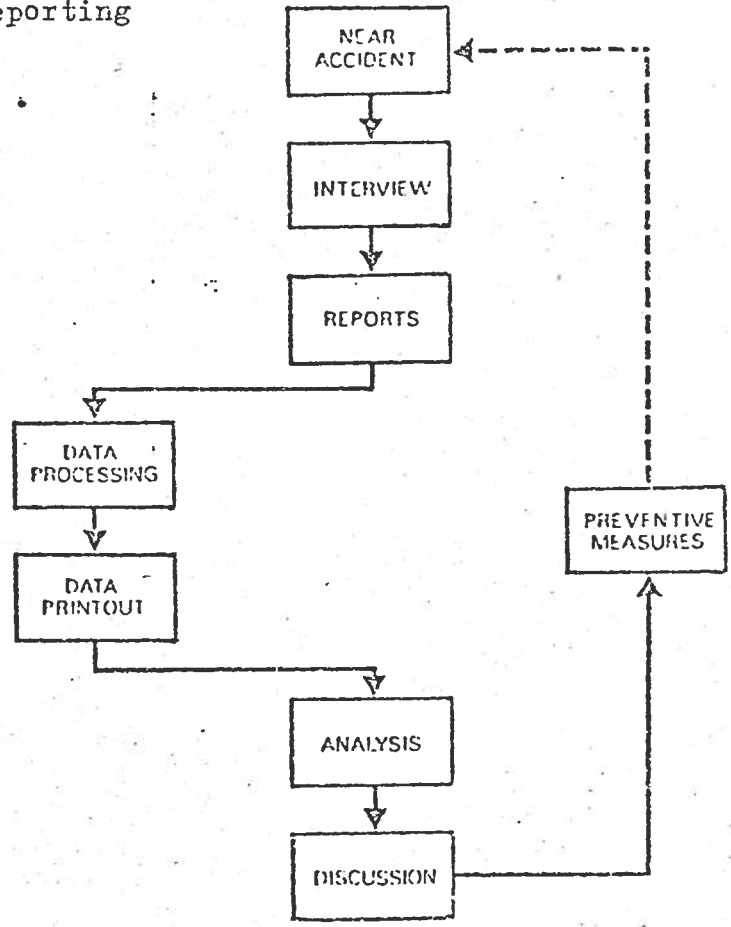 eporting
NEAR
ACCIDENT
INTERVIEW
REPORTS
DATA
PROCESSING
DATA
PRINTOUT
ANALYSIS
DISCUSSION
PREVENTIVE
MEASURES